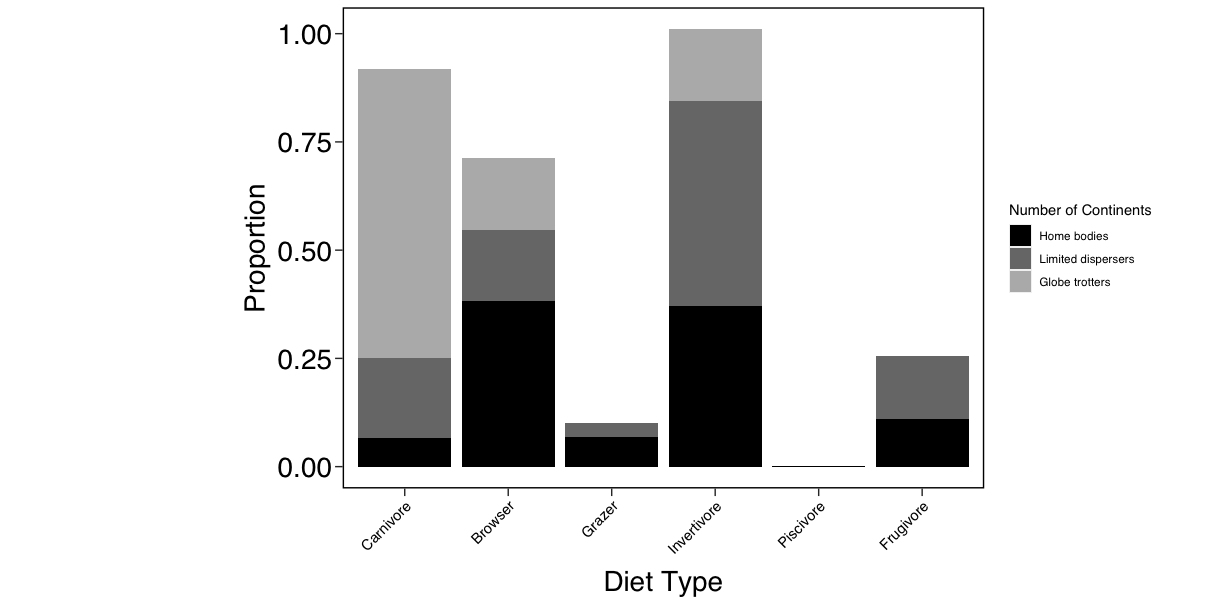 1.00
0.75
0.50
0.25
0.00
Proportion
Carnivore
Browser
Grazer
Invertivore
Piscivore
Frugivore
Diet Type
Number of Continents
Home bodies
Limited dispersers
Globe trotters